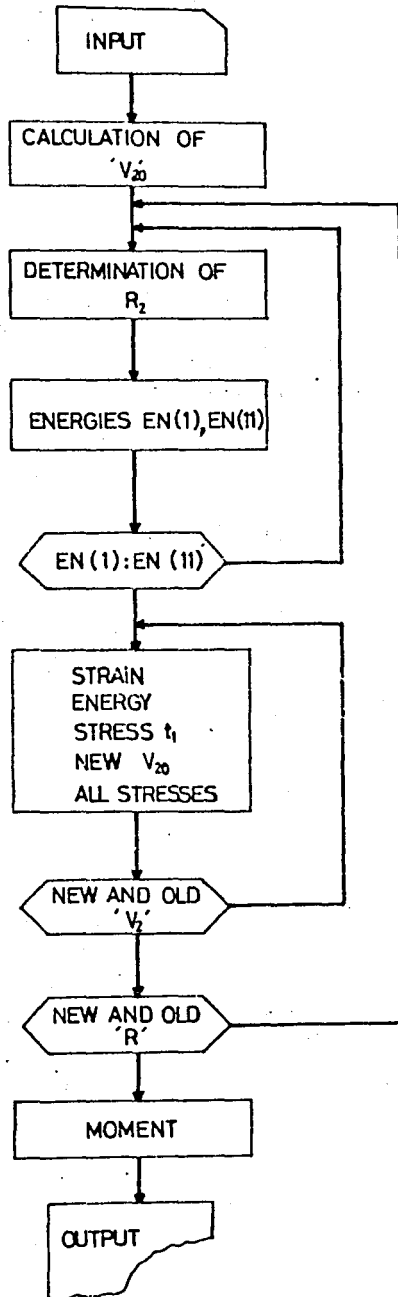 INPUT
CALCULATION OF
'V₂₀'
DETERMINATION OF
R₂
ENERGIES EN(1), EN(11)
EN(1):EN(11)
STRAIN
ENERGY
STRESS t₁
NEW V₂₀
ALL STRESSES
NEW AND OLD
'V₂'
NEW AND OLD
'R'
MOMENT
OUTPUT